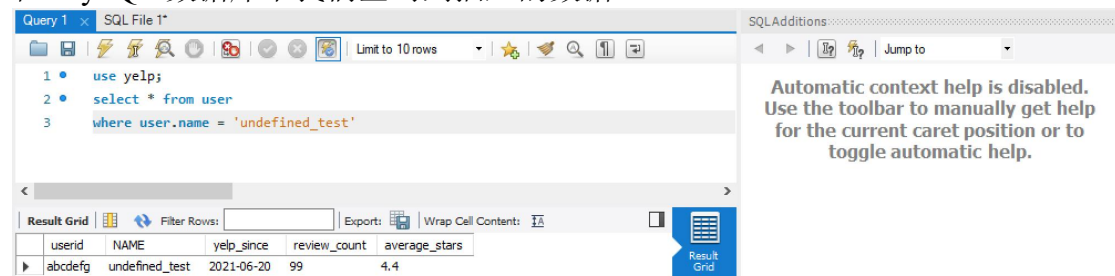 Query 1
SQL File 1*
SQLAdditions
Limit to 10 rows
Jump to
1 use yelp;
2 select * from user
3 where user.name = 'undefined_test'
Automatic context help is disabled.
Use the toolbar to manually get help
for the current caret position or to
toggle automatic help.
Result Grid
Filter Rows:
Export:
Wrap Cell Content:
userid NAME yelp_since review_count average_stars
abcdefg undefined_test 2021-06-20 99 4.4
Result
Grid